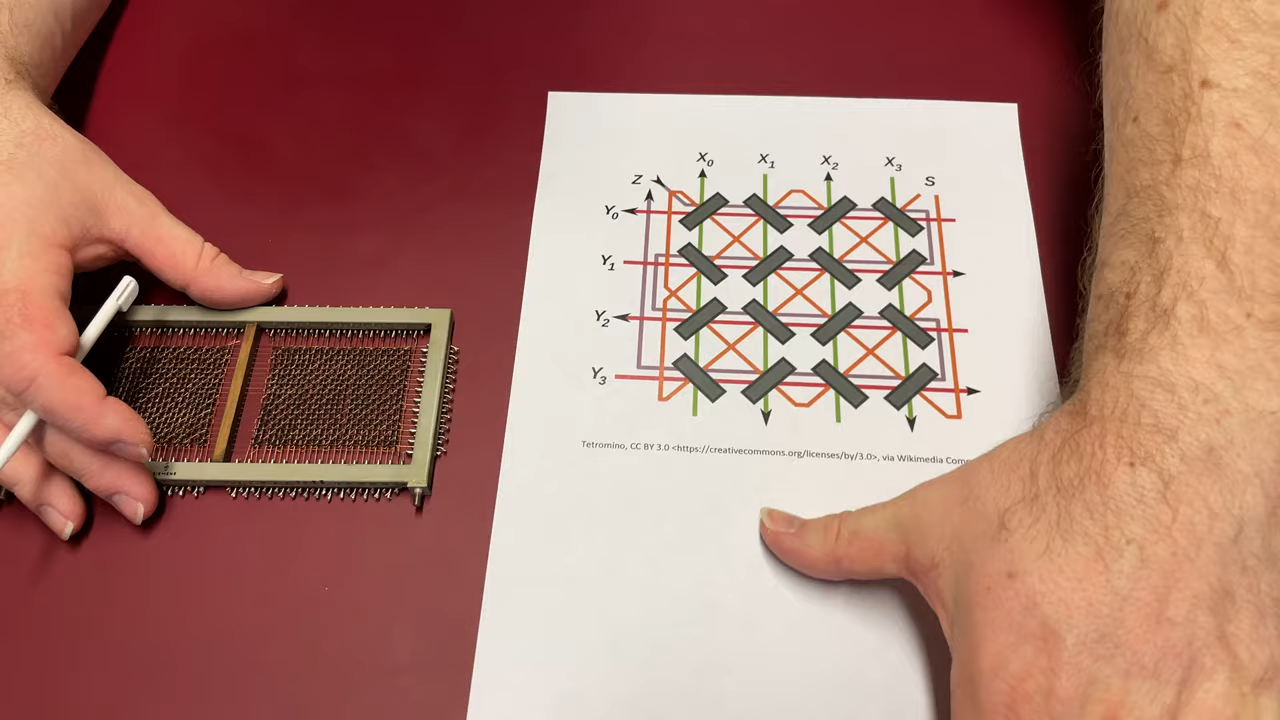 X0 X1 X2 X3
Z S
Y0
Y1
Y2
Y3
Tetromino, CC BY 3.0 <https://creativecommons.org/licenses/by/3.0>, via Wikimedia